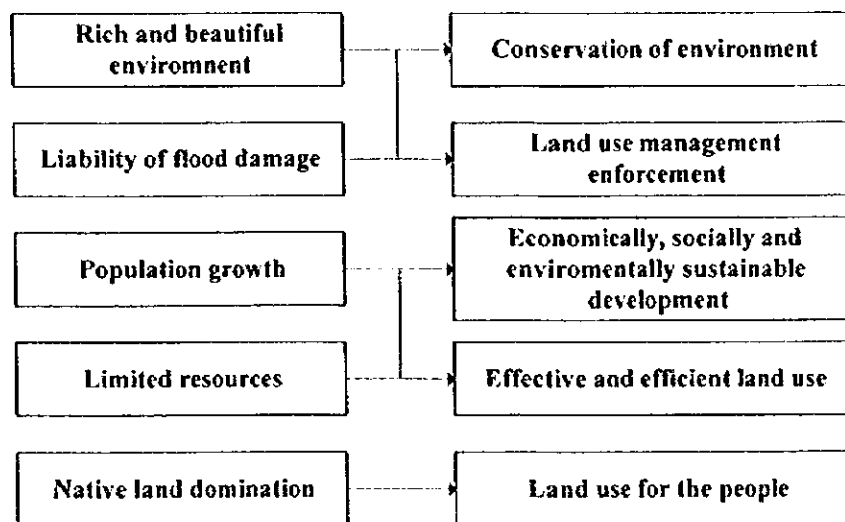 Rich and beautiful
enviromnent
Conservation of environment
Liability of flood damage
Land use management
enforcement
Population growth
Economically, socially and
enviromentally sustainable
development
Limited resources
Effective and efficient land use
Native land domination
Land use for the people